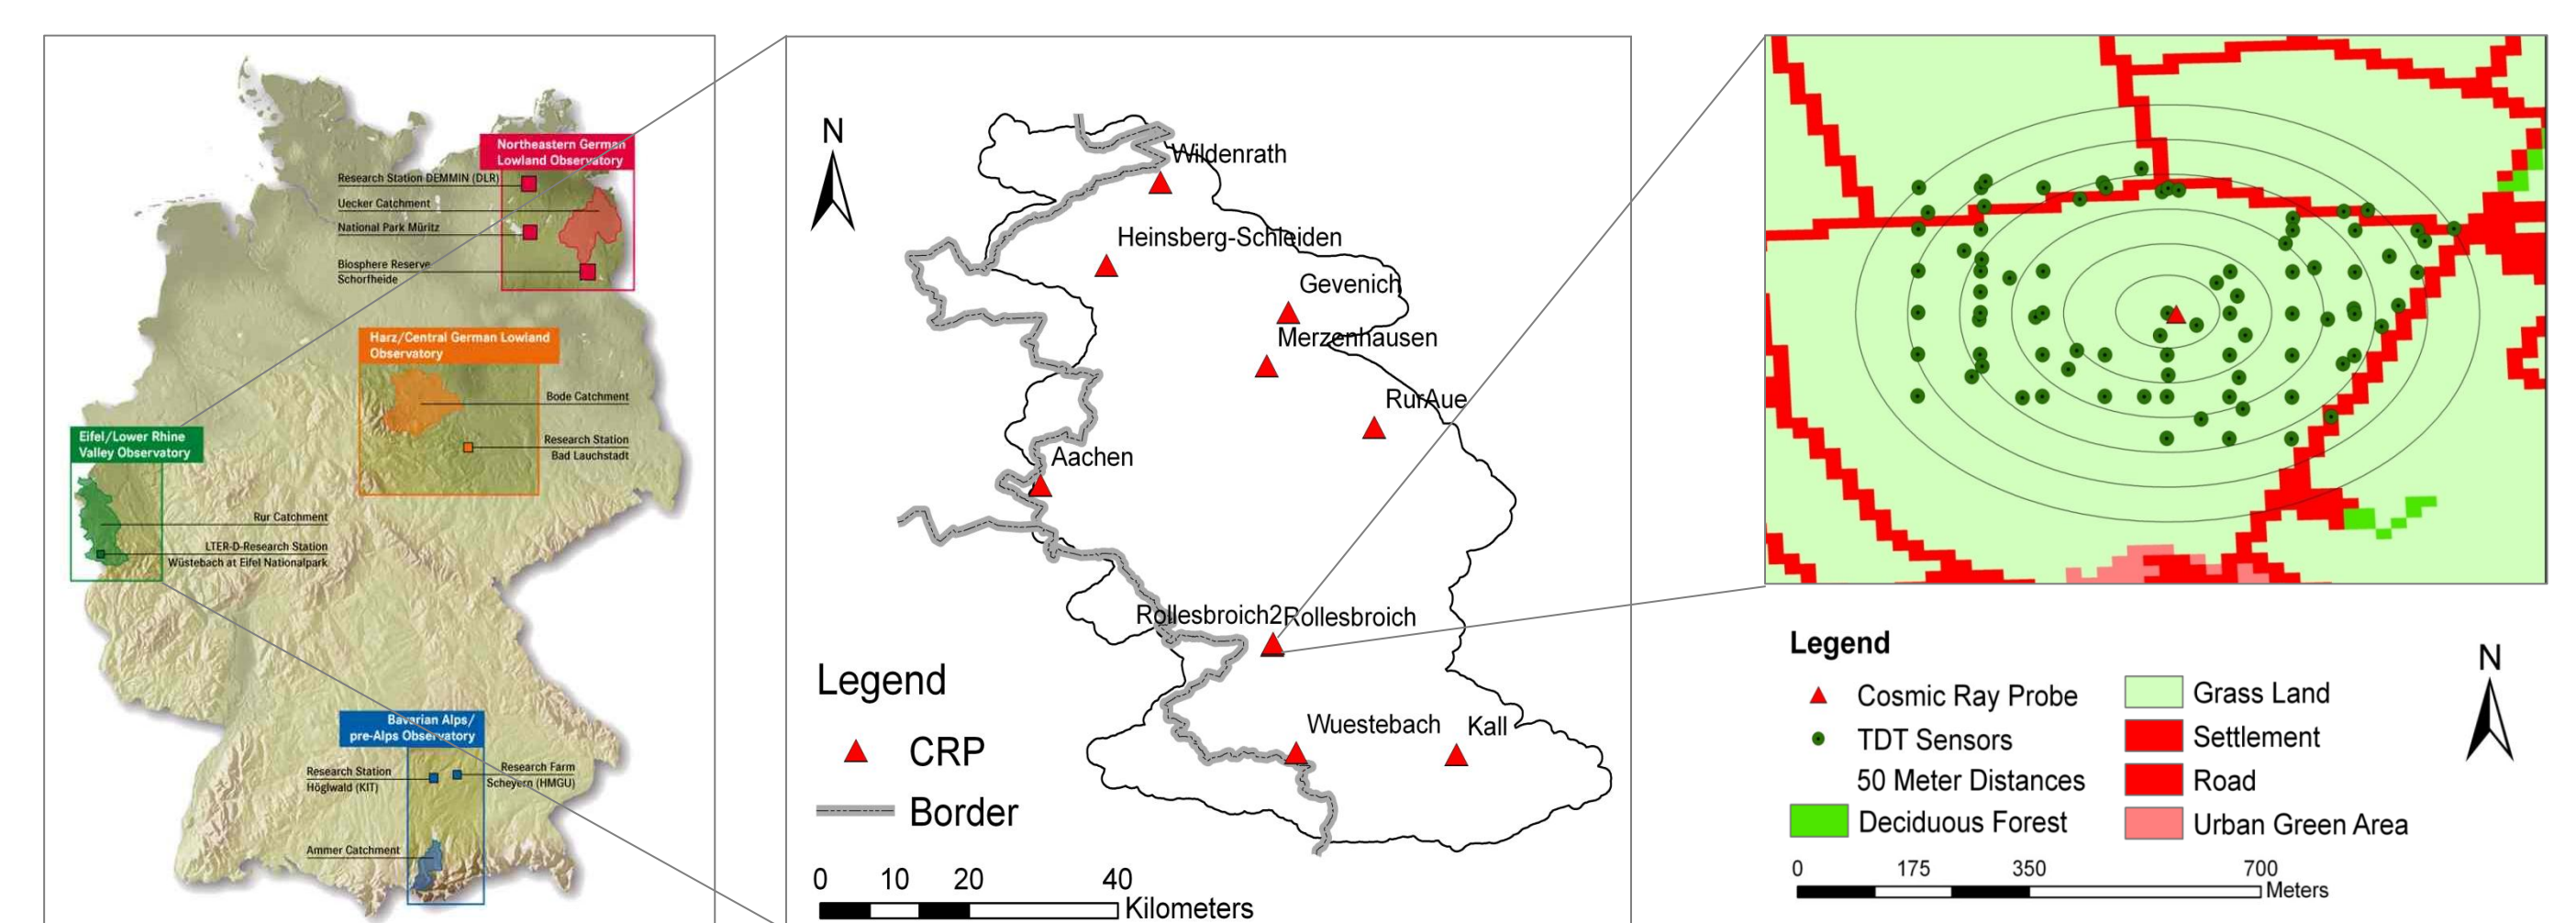 Northeastern German
Lowland Observatory
Research Station DEMMIN (DLR)
Uecker Catchment
National Park Müritz
Biosphere Reserve
Schorfheide
Harz/Central German Lowland
Observatory
Bode Catchment
Research Station
Bad Lauchstadt
Eifel/Lower Rhine
Valley Observatory
Rur Catchment
LTER-D-Research Station
Wüstebach at Eifel Nationalpark
Bavarian Alps/
pre-Alps Observatory
Research Station
Höglwald (KIT)
Research Farm
Scheyern (HMGU)
Ammer Catchment
N
Wildenrath
Heinsberg-Schleiden
Gevenich
Merzenhausen
RurAue
Aachen
Rollesbroich2
Rollesbroich
Wuestebach
Kall
Legend
CRP
Border
0 10 20 40
Kilometers
Legend
Cosmic Ray Probe
TDT Sensors
50 Meter Distances
Deciduous Forest
Grass Land
Settlement
Road
Urban Green Area
N
0 175 350 700
Meters